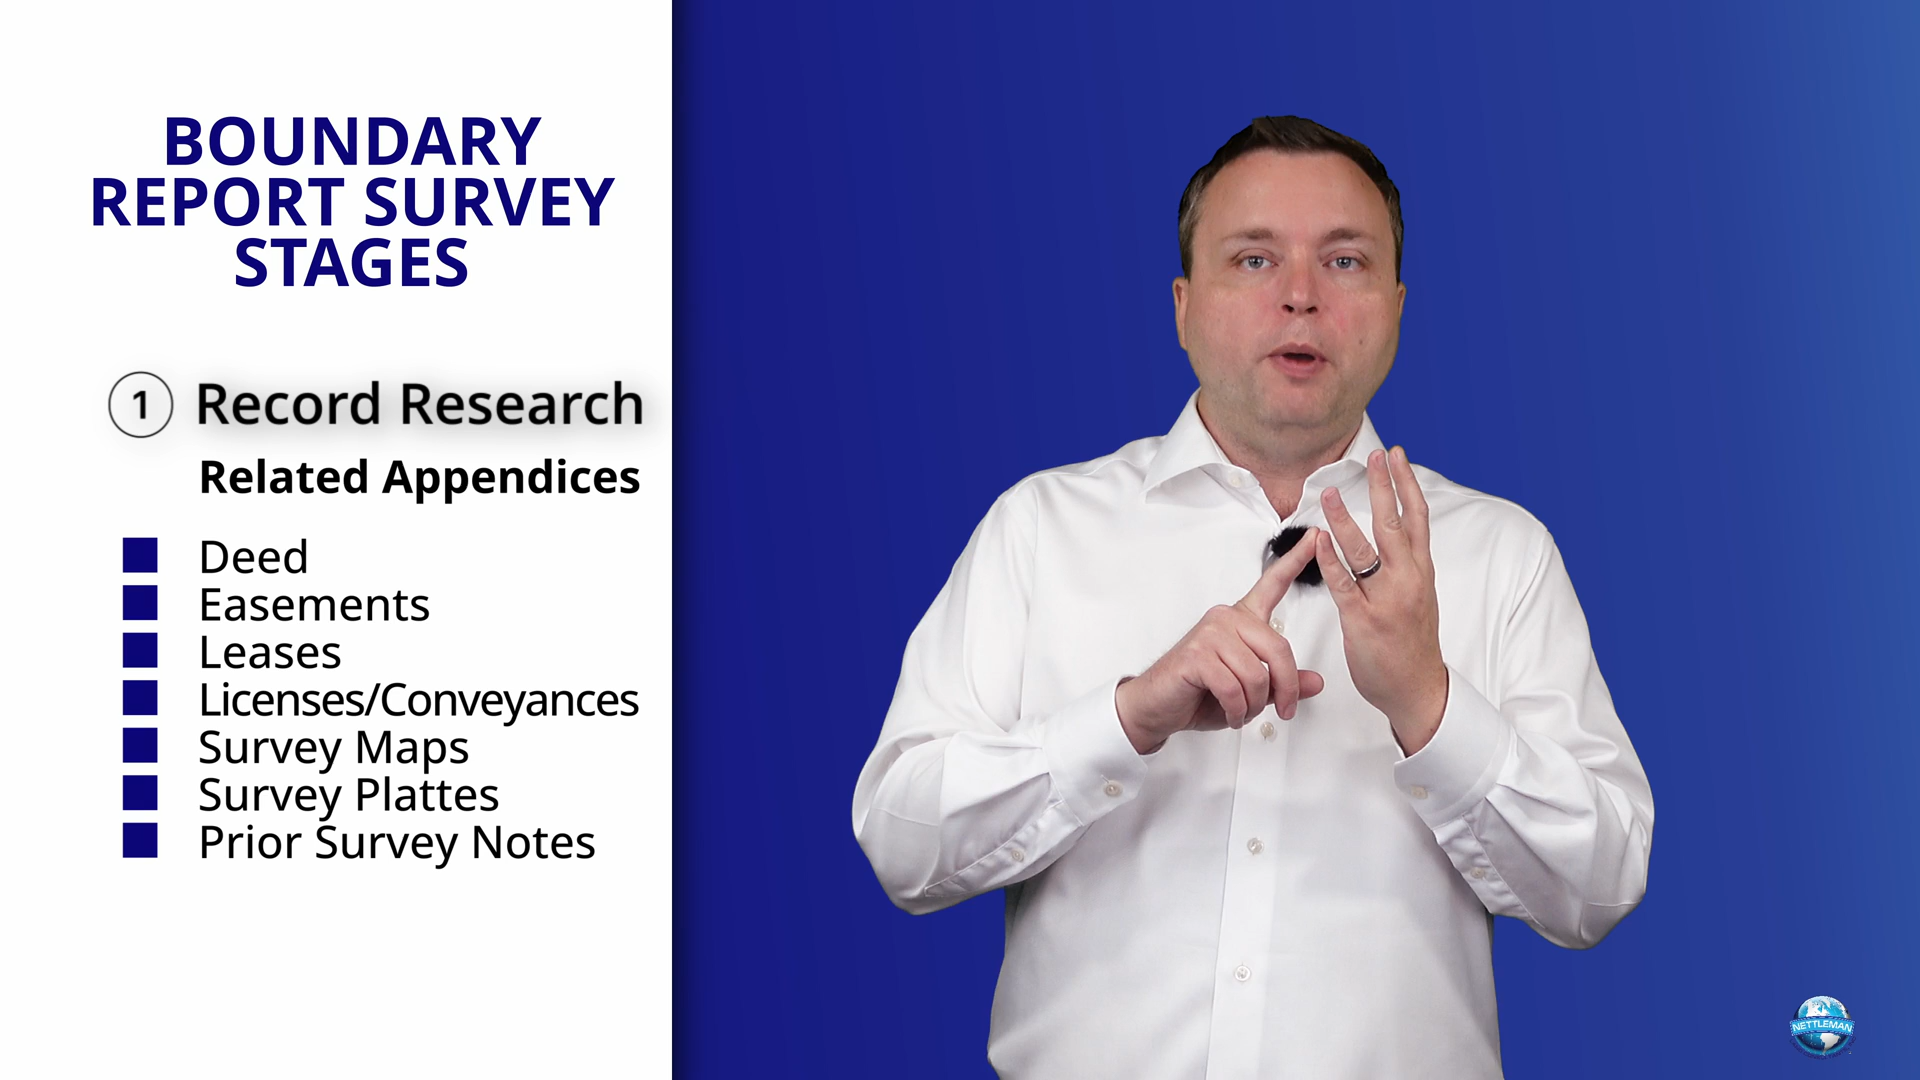 BOUNDARY
REPORT SURVEY
STAGES
1 Record Research
Related Appendices
Deed
Easements
Leases
Licenses/Conveyances
Survey Maps
Survey Plattes
Prior Survey Notes
NETTLEMAN